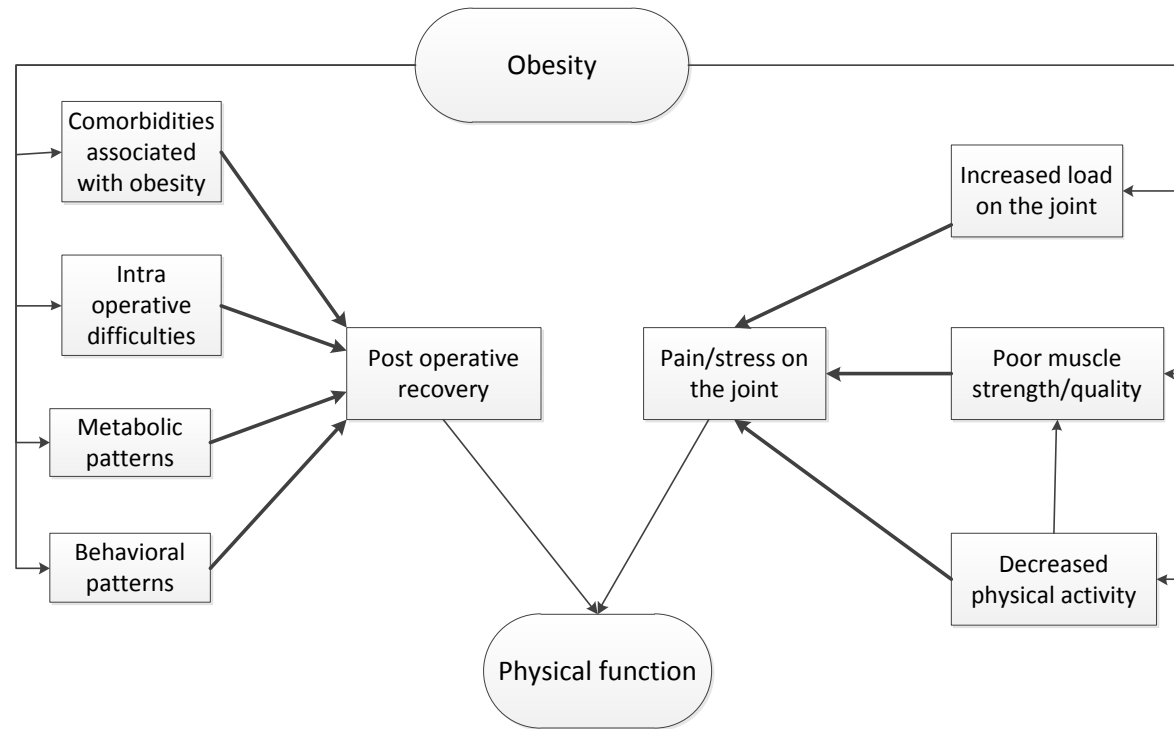 Obesity
Comorbidities
associated
with obesity
Increased load
on the joint
Intra
operative
difficulties
Post operative
recovery
Pain/stress on
the joint
Poor muscle
strength/quality
Metabolic
patterns
Behavioral
patterns
Decreased
physical activity
Physical function